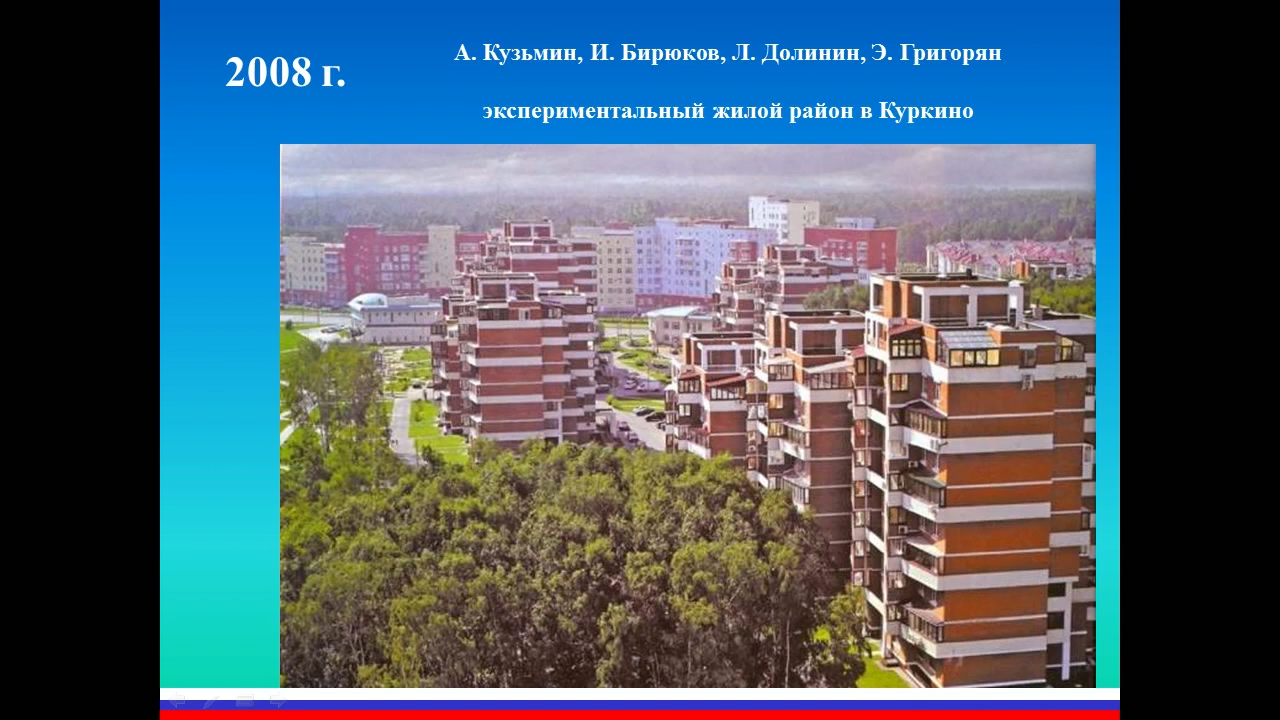 2008 г.
А. Кузьмин, И. Бирюков, Л. Долинин, Э. Григорян
экспериментальный жилой район в Куркино